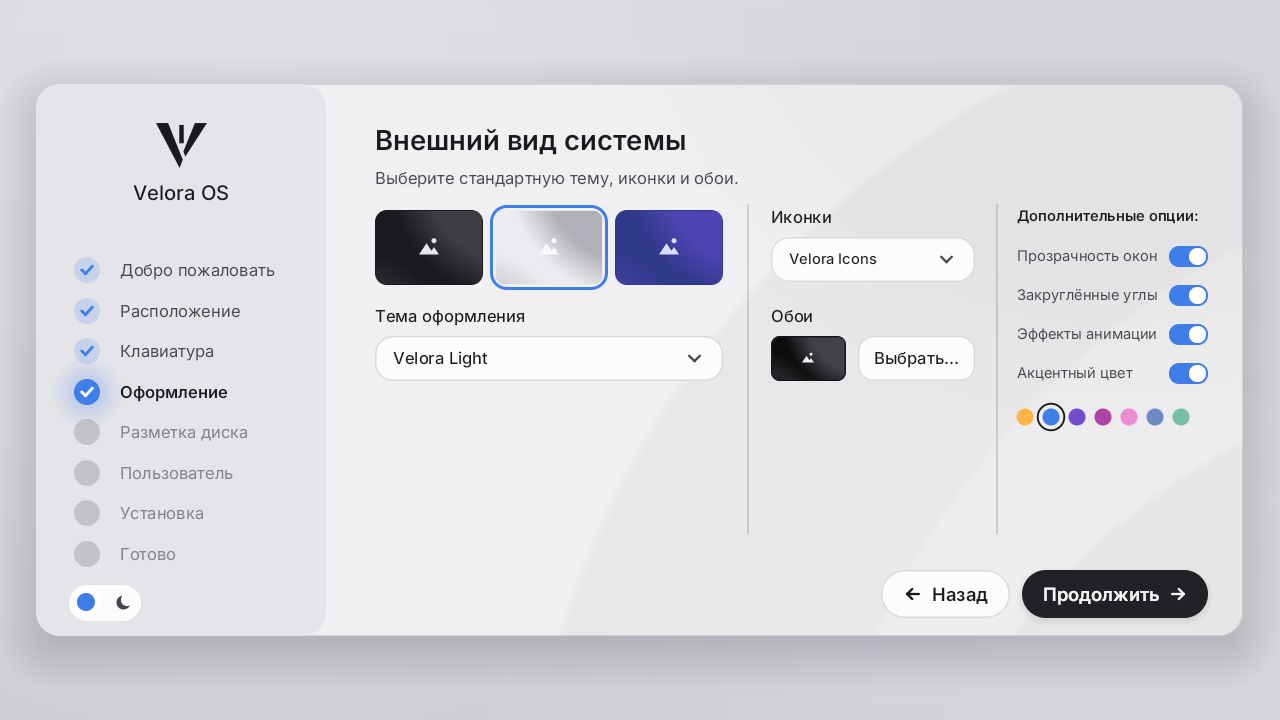 Velora OS
Добро пожаловать
Расположение
Клавиатура
Оформление
Разметка диска
Пользователь
Установка
Готово
Внешний вид системы
Выберите стандартную тему, иконки и обои.
Тема оформления
Velora Light
Иконки
Velora Icons
Обои
Выбрать...
Дополнительные опции:
Прозрачность окон
Закруглённые углы
Эффекты анимации
Акцентный цвет
Назад
Продолжить